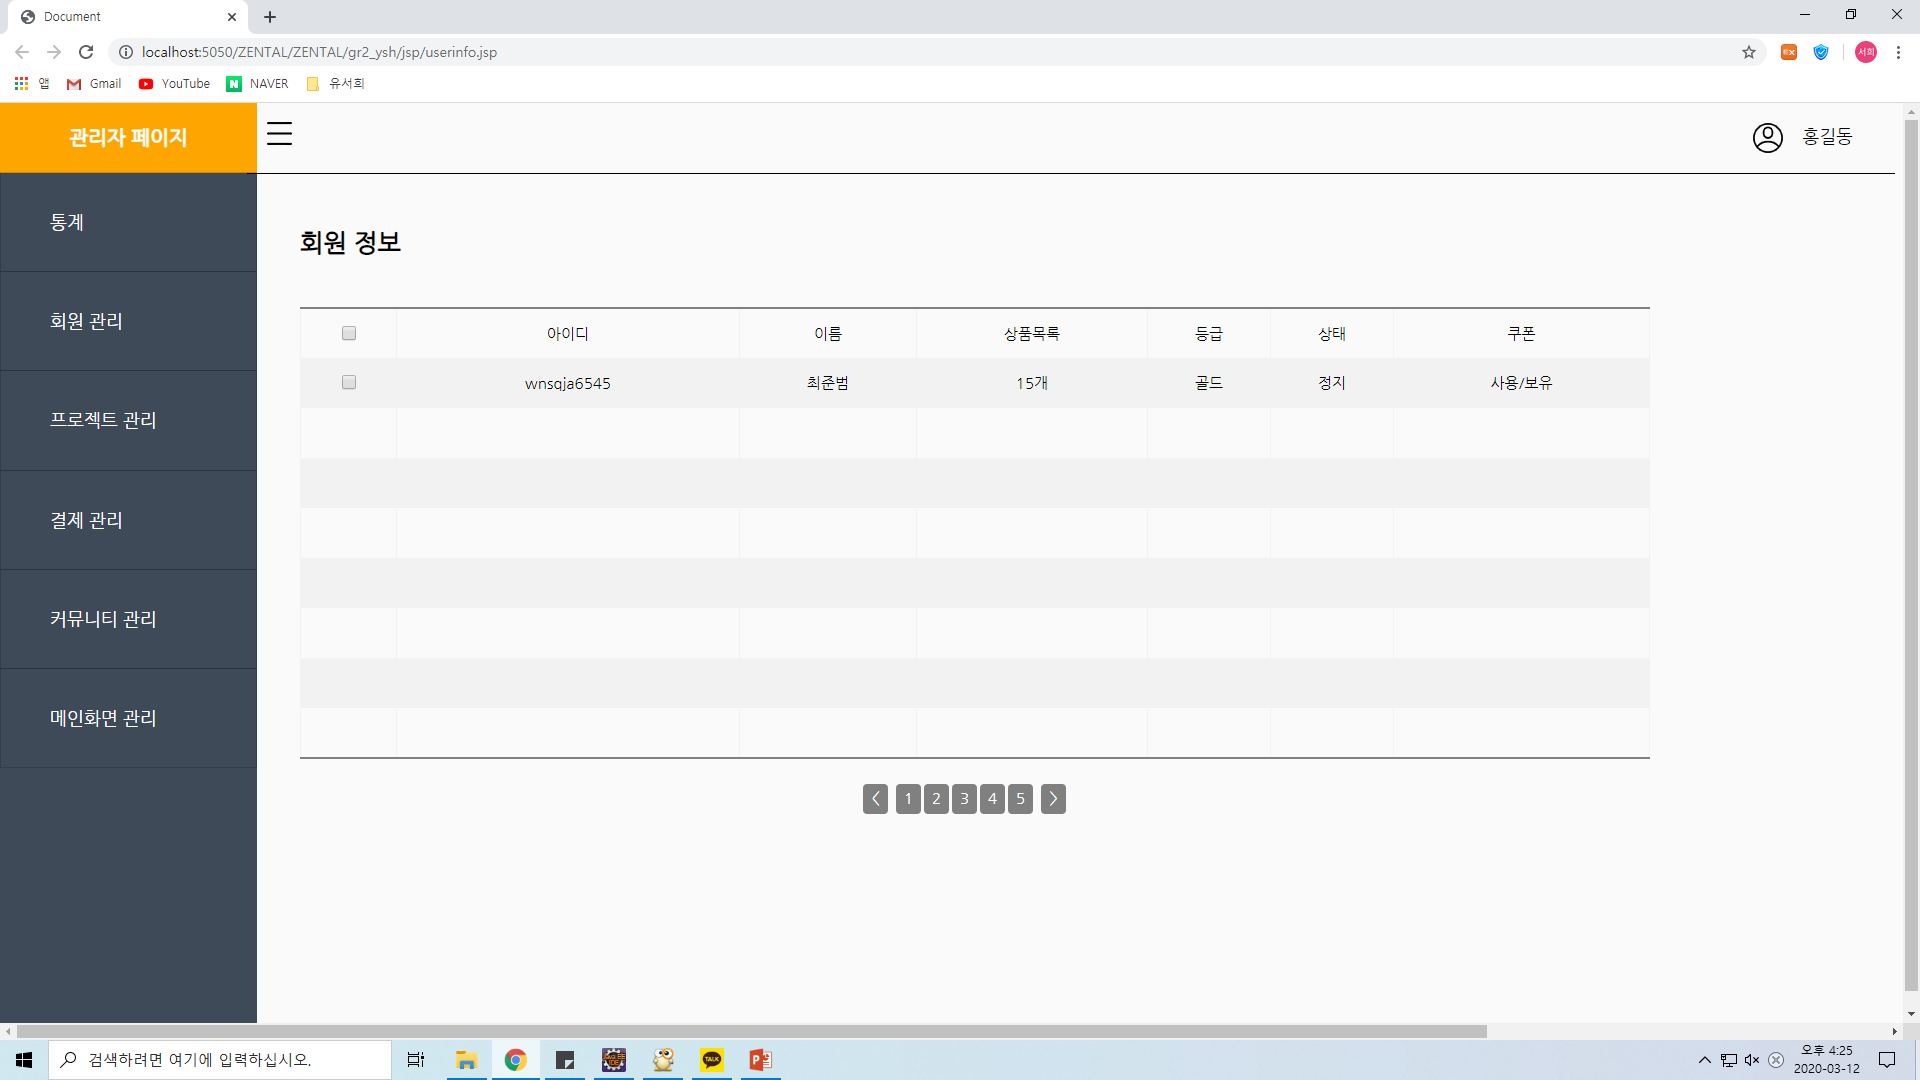 Document
localhost:5050/ZENTAL/ZENTAL/gr2_ysh/jsp/userinfo.jsp
서희
앱 Gmail YouTube NAVER 유서희
관리자 페이지
홍길동
통계
회원 관리
프로젝트 관리
결제 관리
커뮤니티 관리
메인화면 관리
회원 정보
아이디 이름 상품목록 등급 상태 쿠폰
wnsqja6545 최준범 15개 골드 정지 사용/보유
1 2 3 4 5
검색하려면 여기에 입력하십시오.
TALK
오후 4:25
2020-03-12